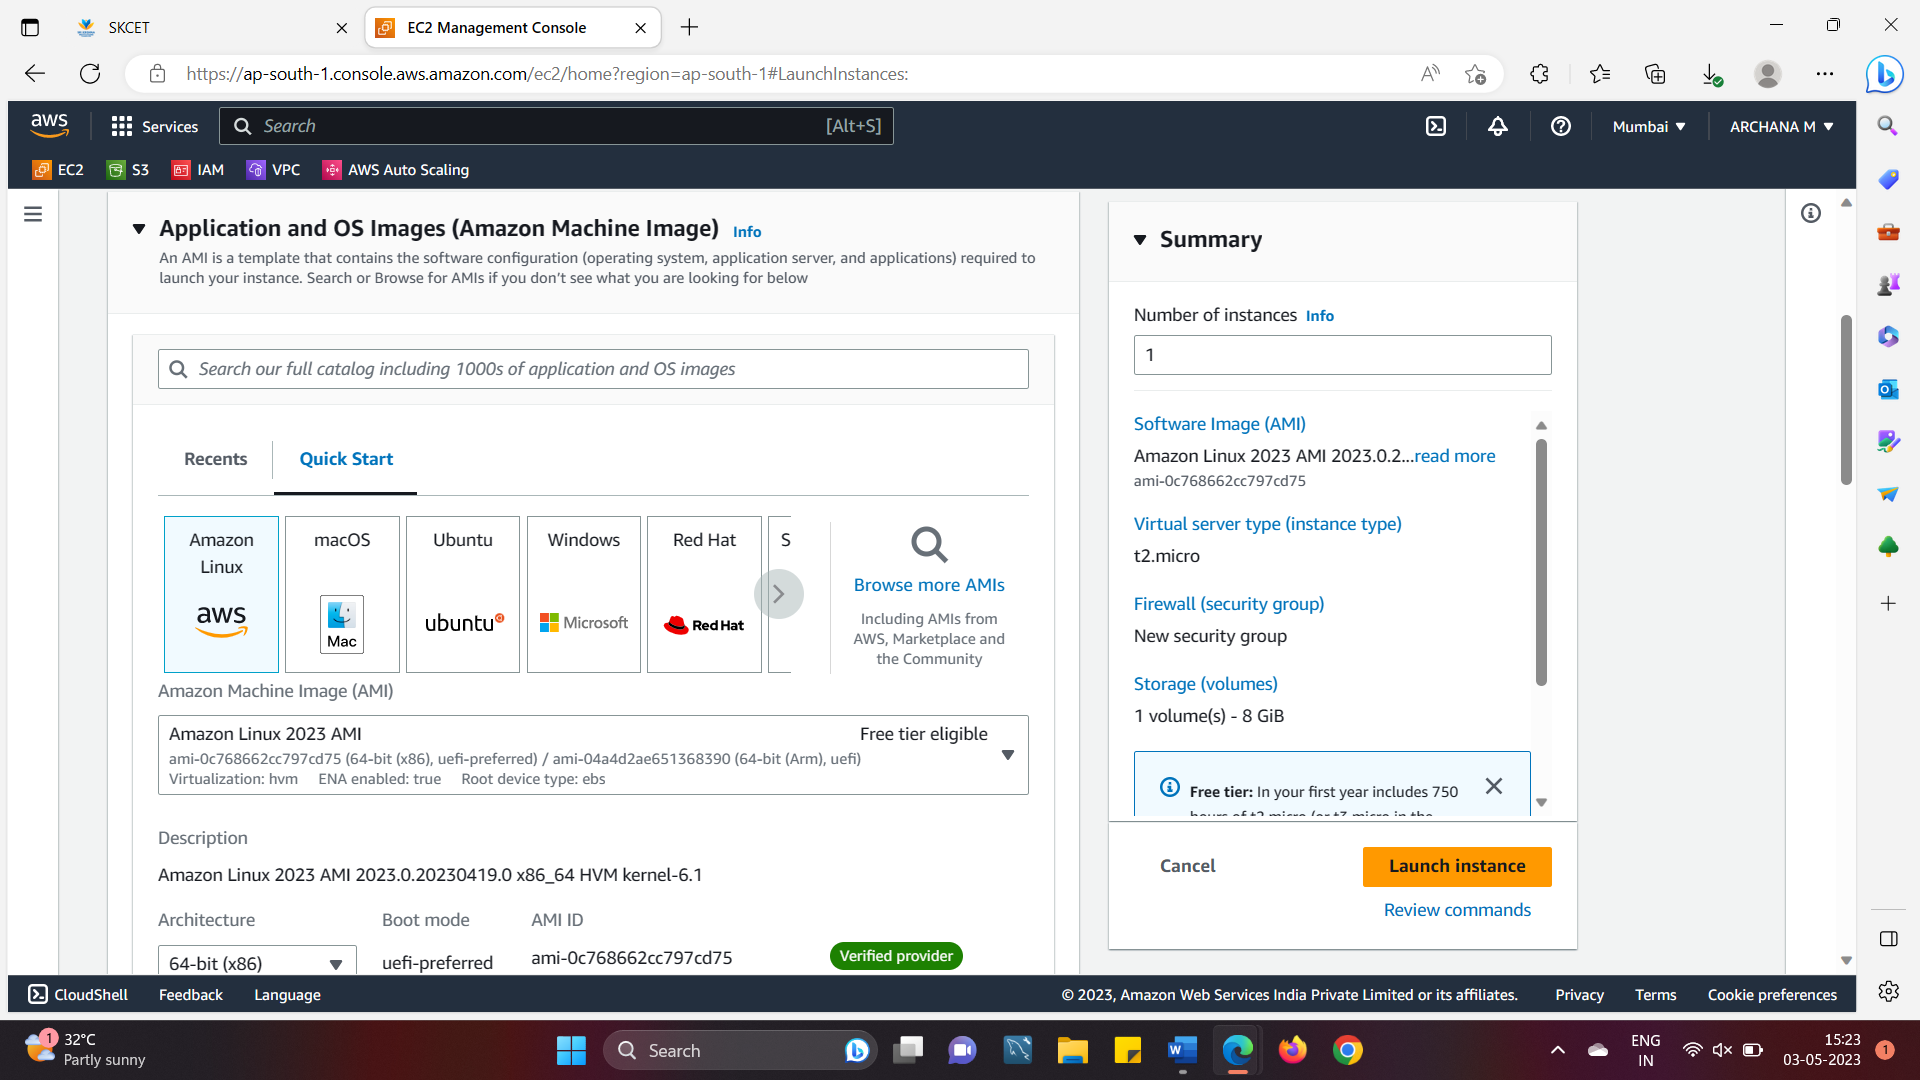 SKCET
EC2 Management Console
https://ap-south-1.console.aws.amazon.com/ec2/home?region=ap-south-1#LaunchInstances:
aws
Services
Search
[Alt+S]
Mumbai
ARCHANA M
EC2
S3
IAM
VPC
AWS Auto Scaling
Application and OS Images (Amazon Machine Image) Info
An AMI is a template that contains the software configuration (operating system, application server, and applications) required to
launch your instance. Search or Browse for AMIs if you don’t see what you are looking for below
Search our full catalog including 1000s of application and OS images
Recents
Quick Start
Amazon
Linux
aws
macOS
Mac
Ubuntu
ubuntu
Windows
Microsoft
Red Hat
Red Hat
S
Browse more AMIs
Including AMIs from
AWS, Marketplace and
the Community
Amazon Machine Image (AMI)
Amazon Linux 2023 AMI
Free tier eligible
ami-0c768662cc797cd75 (64-bit (x86), uefi-preferred) / ami-04a4d2ae651368390 (64-bit (Arm), uefi)
Virtualization: hvm ENA enabled: true Root device type: ebs
Description
Amazon Linux 2023 AMI 2023.0.20230419.0 x86_64 HVM kernel-6.1
Architecture
Boot mode
AMI ID
64-bit (x86)
uefi-preferred
ami-0c768662cc797cd75
Verified provider
Summary
Number of instances Info
1
Software Image (AMI)
Amazon Linux 2023 AMI 2023.0.2...read more
ami-0c768662cc797cd75
Virtual server type (instance type)
t2.micro
Firewall (security group)
New security group
Storage (volumes)
1 volume(s) - 8 GiB
Free tier: In your first year includes 750
hours of t2.micro (or t3.micro in the
Cancel
Launch instance
Review commands
CloudShell
Feedback
Language
© 2023, Amazon Web Services India Private Limited or its affiliates.
Privacy
Terms
Cookie preferences
1
32°C
Partly sunny
Search
ENG
IN
15:23
03-05-2023
1